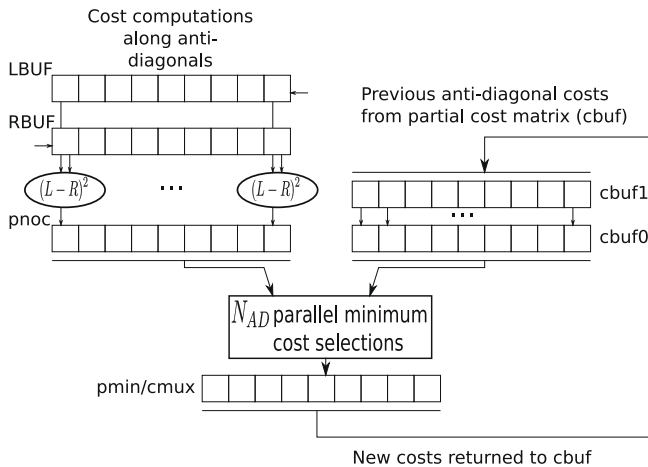 Cost computations
along anti-
diagonals
LBUF
RBUF
(L − R)²
...
(L − R)²
pnoc
Previous anti-diagonal costs
from partial cost matrix (cbuf)
cbuf1
...
cbuf0
N_AD parallel minimum
cost selections
pmin/cmux
New costs returned to cbuf